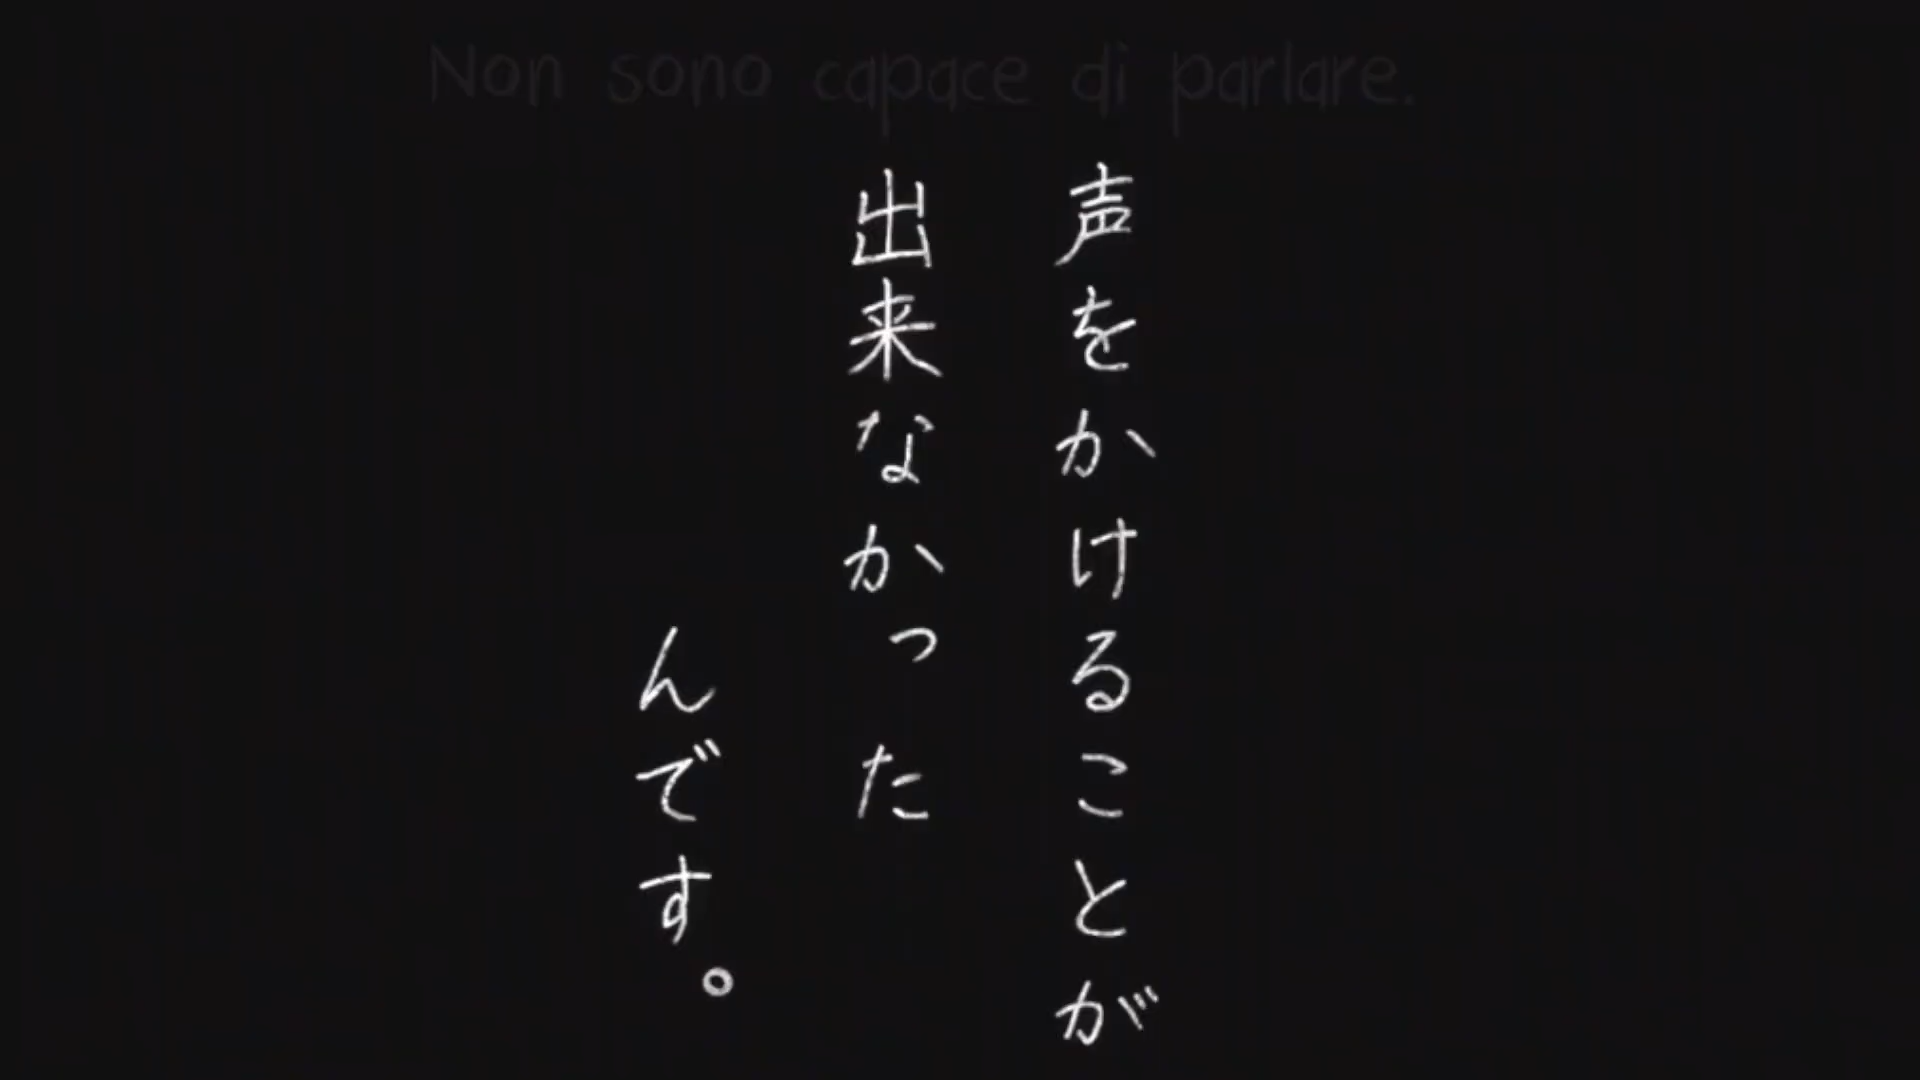 Non sono capace di parlare.
声をかけることが
出来なかった
んです。